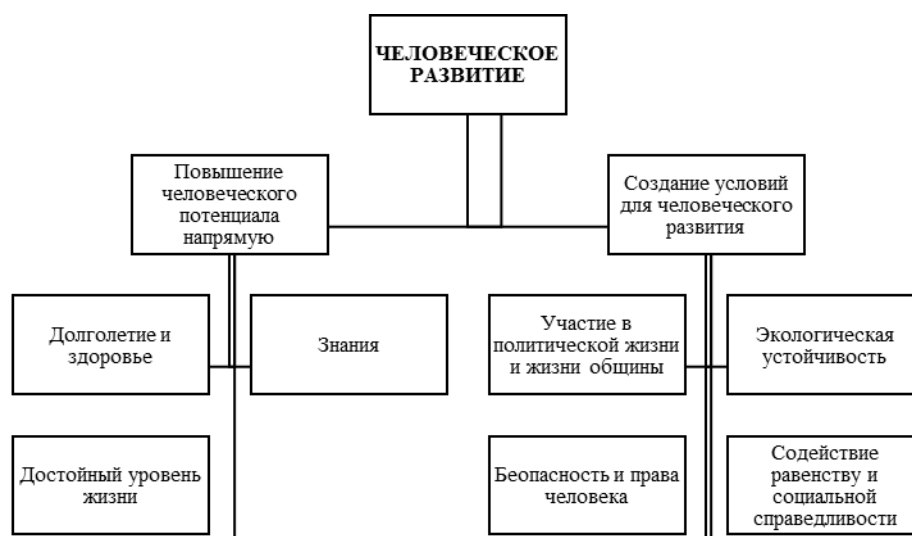 ЧЕЛОВЕЧЕСКОЕ
РАЗВИТИЕ
Повышение
человеческого
потенциала
напрямую
Создание условий
для человеческого
развития
Долголетие и
здоровье
Знания
Участие в
политической жизни
и жизни общины
Экологическая
устойчивость
Достойный уровень
жизни
Беопасность и права
человека
Содействие
равенству и
социальной
справедливости